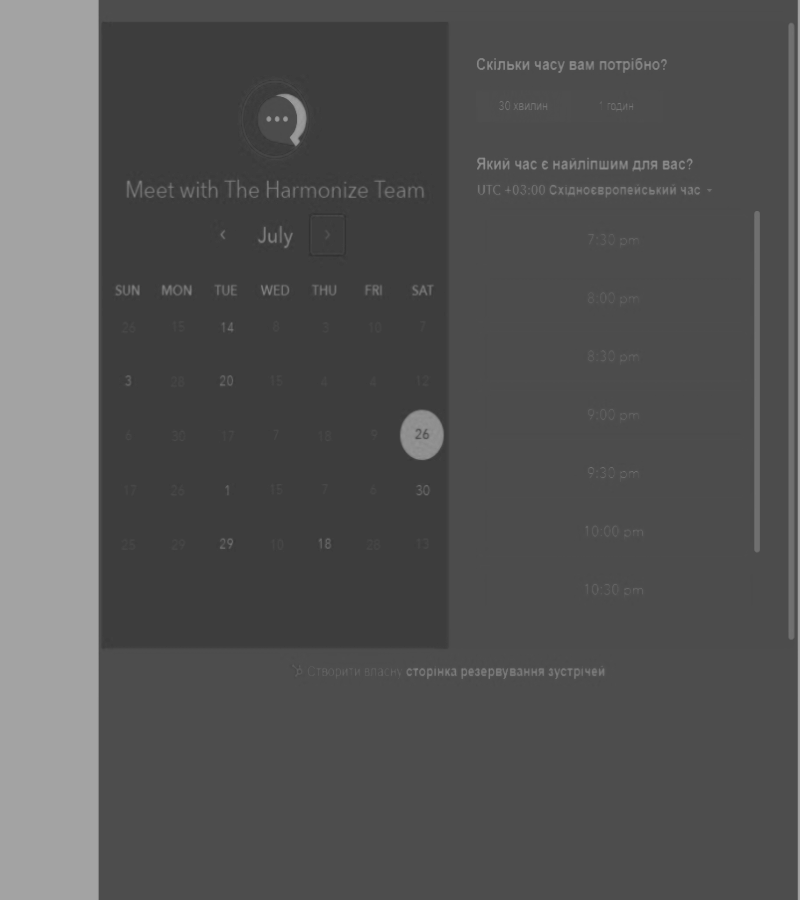 Meet with The Harmonize Team
July
SUN MON TUE WED THU FRI SAT
26 15 14 8 3 10 7
3 28 20 15 4 4 12
6 30 17 7 18 9 26
17 26 1 15 7 6 30
25 29 29 10 18 26 13
Скільки часу вам потрібно?
30 хвилин 1 годин
Який час є найліпшим для вас?
UTC +03:00 Східноєвропейський час
7:30 pm
8:00 pm
8:30 pm
9:00 pm
9:30 pm
10:00 pm
10:30 pm
Створити власну сторінка резервування зустрічей